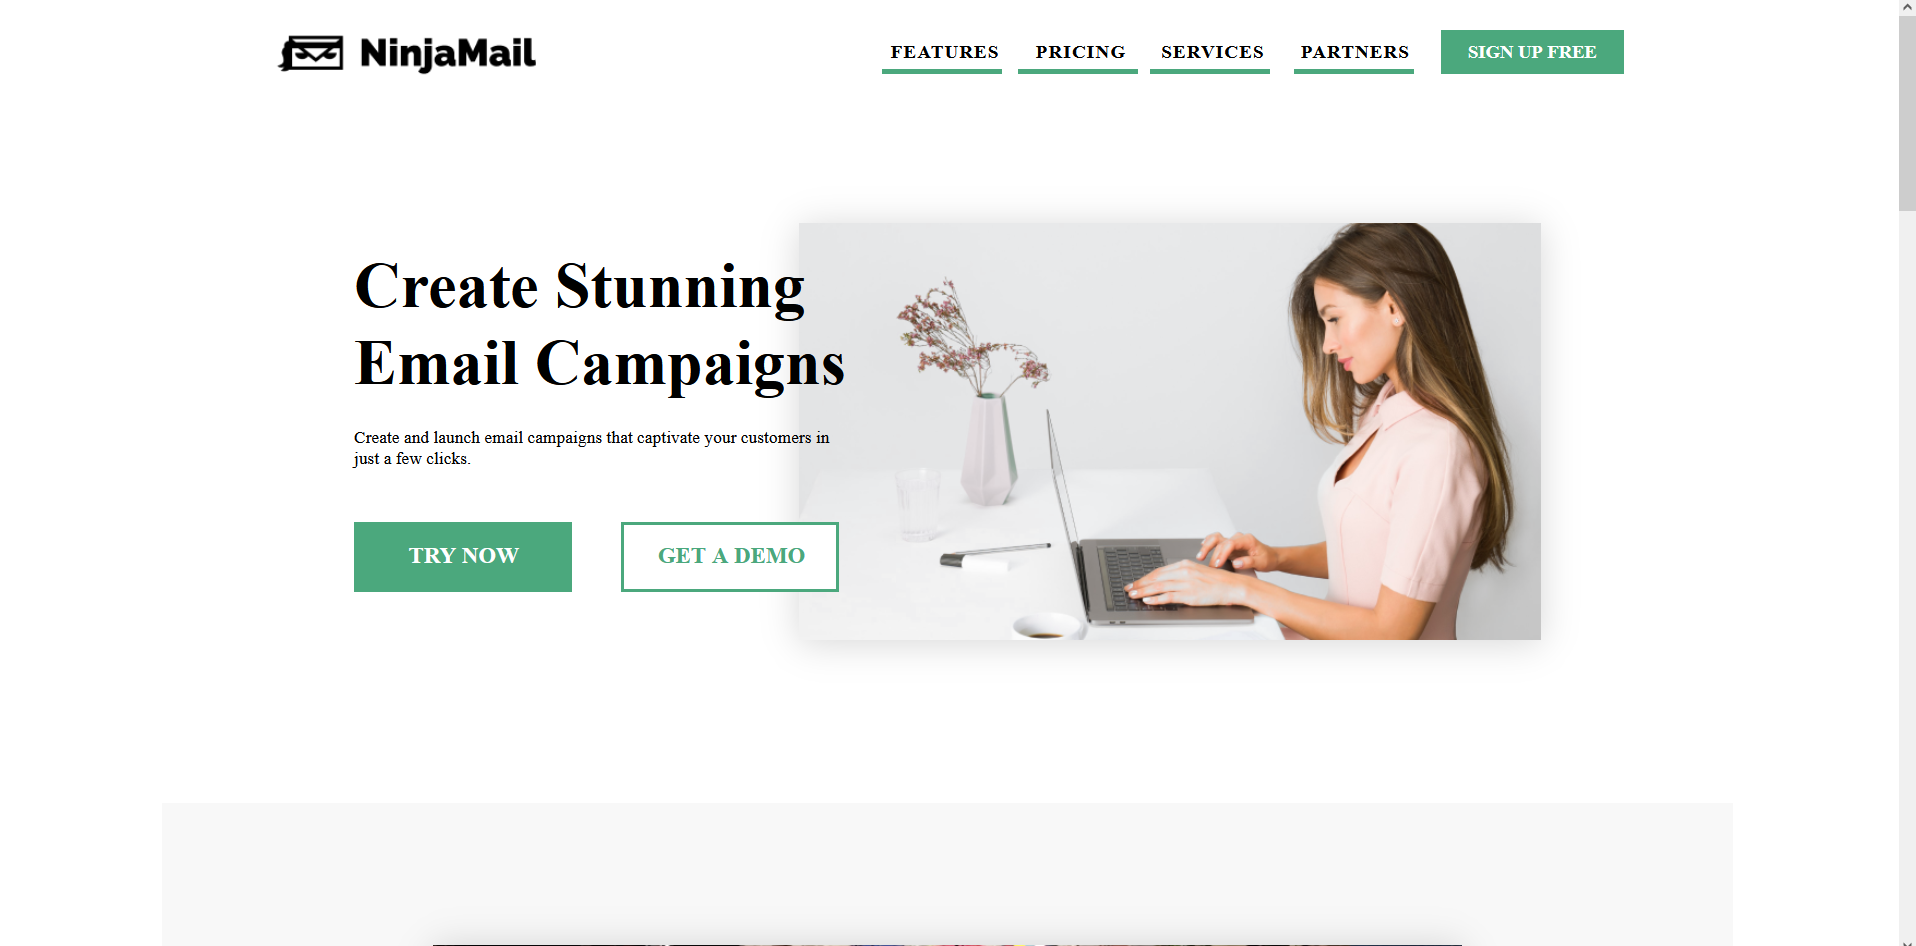 NinjaMail
FEATURES
PRICING
SERVICES
PARTNERS
SIGN UP FREE
Create Stunning
Email Campaigns
Create and launch email campaigns that captivate your customers in
just a few clicks.
TRY NOW
GET A DEMO